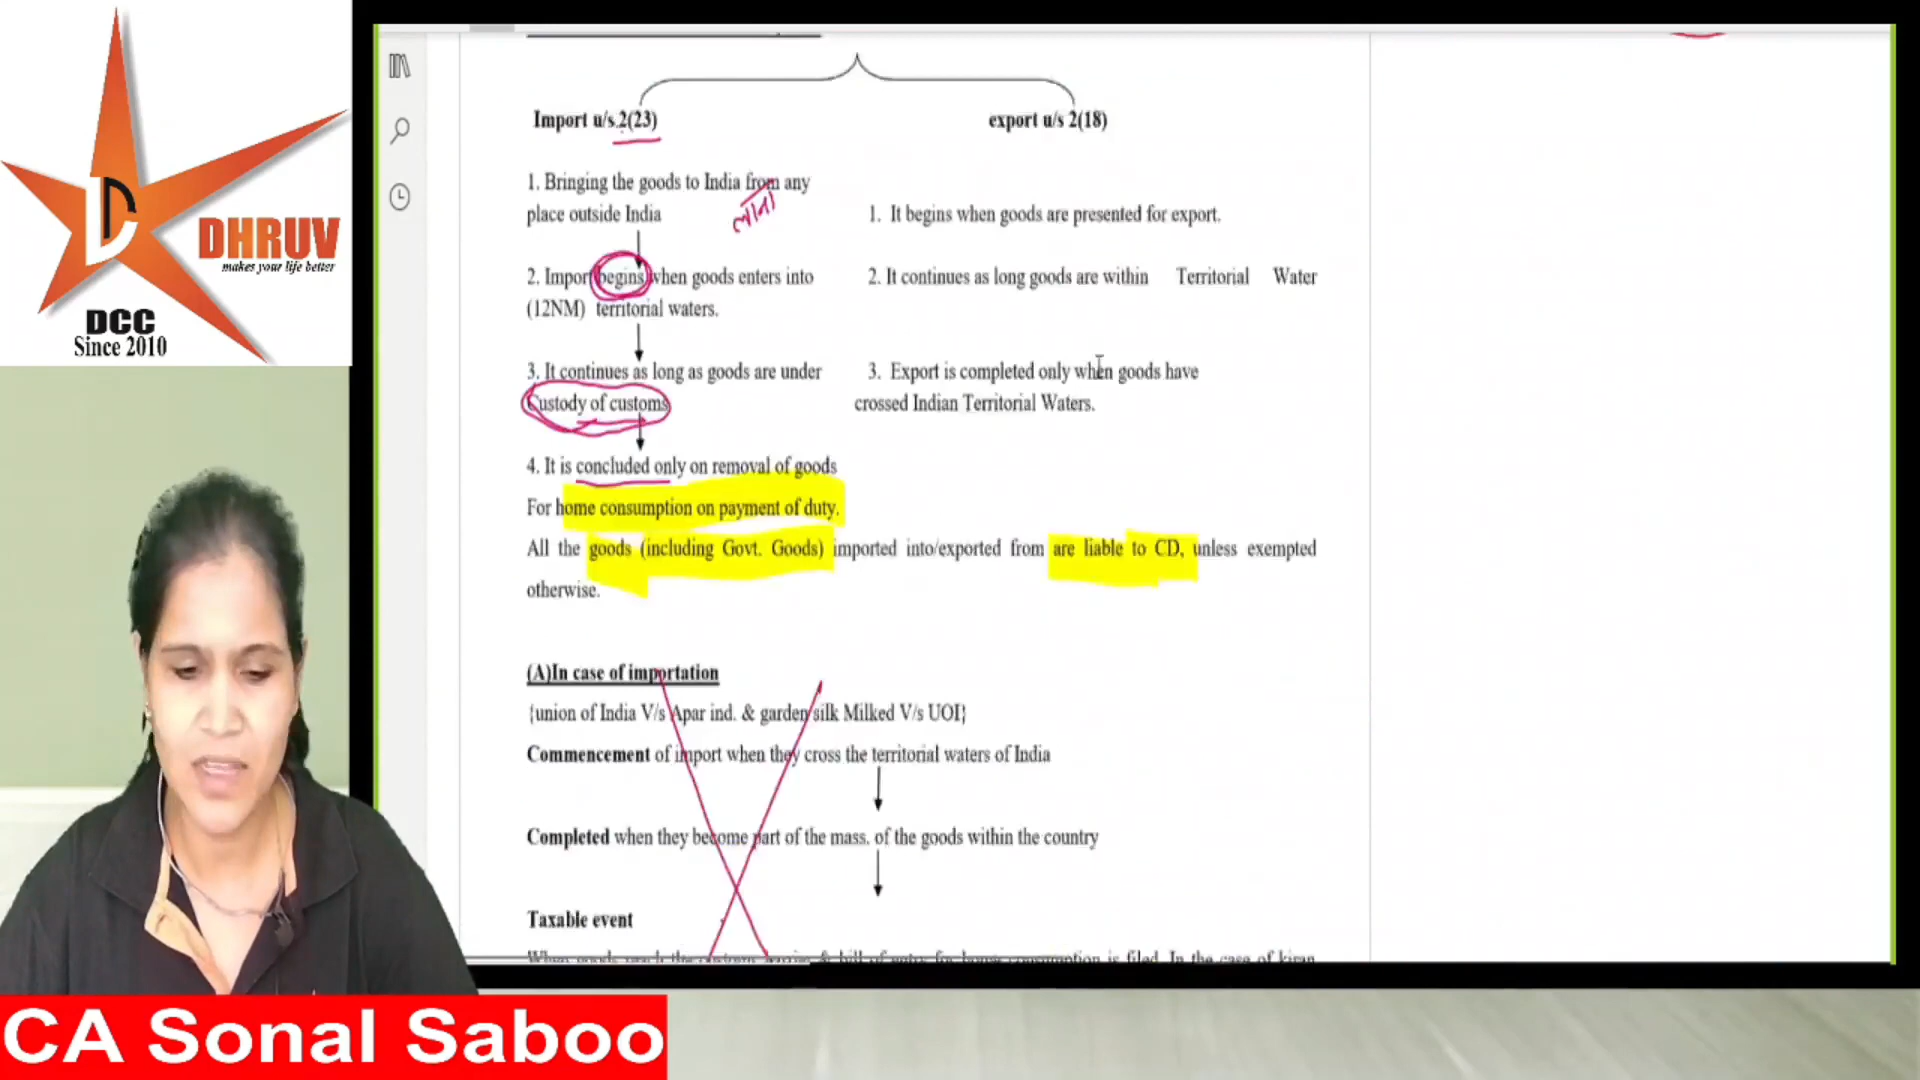 DHRUV
makes your life better
DCC
Since 2010
Import u/s.2(23)
export u/s 2(18)
1. Bringing the goods to India from any
place outside India
लाना
1. It begins when goods are presented for export.
2. Import begins when goods enters into
(12NM) territorial waters.
2. It continues as long goods are within Territorial Water
3. It continues as long as goods are under
Custody of customs
3. Export is completed only when goods have
crossed Indian Territorial Waters.
4. It is concluded only on removal of goods
For home consumption on payment of duty.
All the goods (including Govt. Goods) imported into/exported from are liable to CD, unless exempted
otherwise.
(A)In case of importation
{union of India V/s Apar ind. & garden silk Milked V/s UOI}
Commencement of import when they cross the territorial waters of India
Completed when they become part of the mass. of the goods within the country
Taxable event
CA Sonal Saboo